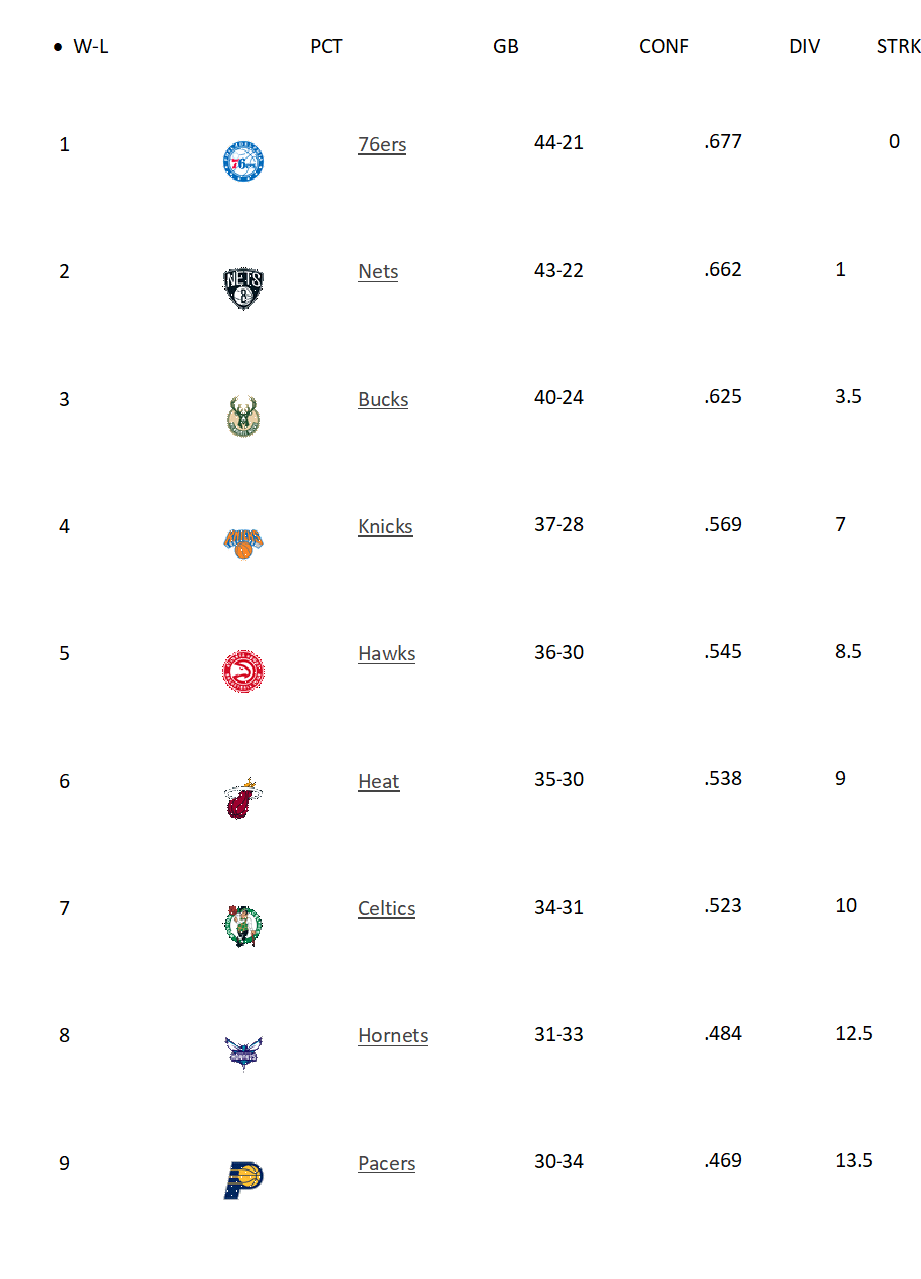 • W-L PCT GB CONF DIV STRK
1 76ers 44-21 .677 0
2 NETS Nets 43-22 .662 1
3 Bucks 40-24 .625 3.5
4 Knicks 37-28 .569 7
5 Hawks 36-30 .545 8.5
6 Heat 35-30 .538 9
7 Celtics 34-31 .523 10
8 Hornets 31-33 .484 12.5
9 Pacers 30-34 .469 13.5